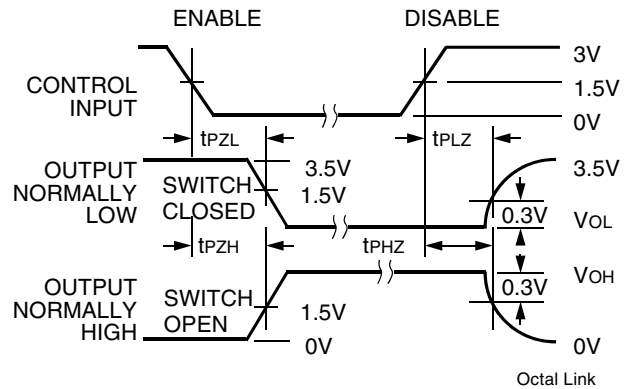 ENABLE DISABLE
3V
CONTROL INPUT 1.5V
0V
tPZL tPLZ
OUTPUT NORMALLY LOW
SWITCH CLOSED
3.5V
1.5V
3.5V
0.3V VOL
tPZH tPHZ
OUTPUT NORMALLY HIGH
SWITCH OPEN
1.5V
0V
0.3V VOH
0V
Octal Link